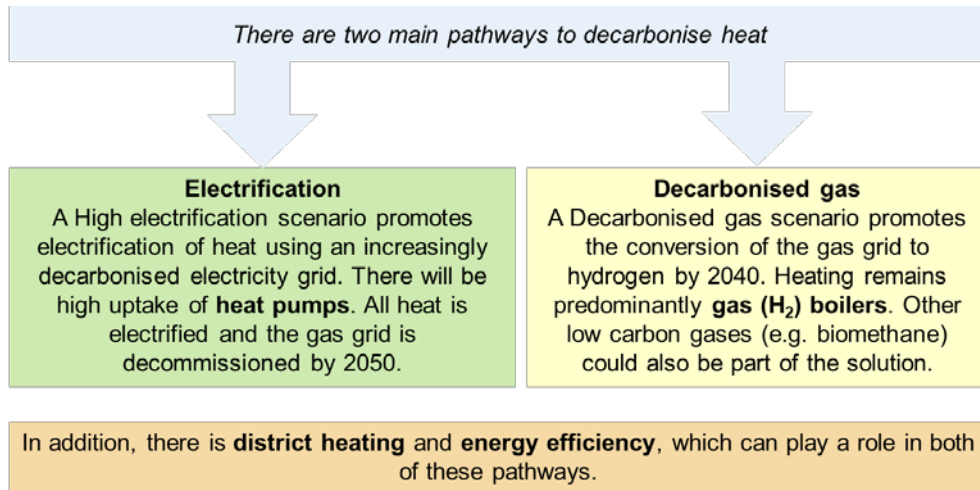 There are two main pathways to decarbonise heat
Electrification
A High electrification scenario promotes
electrification of heat using an increasingly
decarbonised electricity grid. There will be
high uptake of heat pumps. All heat is
electrified and the gas grid is
decommissioned by 2050.
Decarbonised gas
A Decarbonised gas scenario promotes
the conversion of the gas grid to
hydrogen by 2040. Heating remains
predominantly gas (H₂) boilers. Other
low carbon gases (e.g. biomethane)
could also be part of the solution.
In addition, there is district heating and energy efficiency, which can play a role in both
of these pathways.